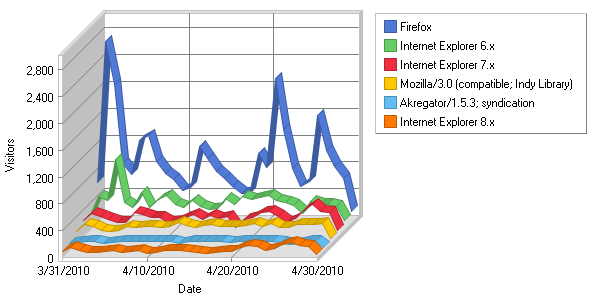 Firefox
Internet Explorer 6.x
Internet Explorer 7.x
Mozilla/3.0 (compatible; Indy Library)
Akregator/1.5.3; syndication
Internet Explorer 8.x
Visitors
2,800
2,400
2,000
1,600
1,200
800
400
0
3/31/2010 4/10/2010 4/20/2010 4/30/2010
Date